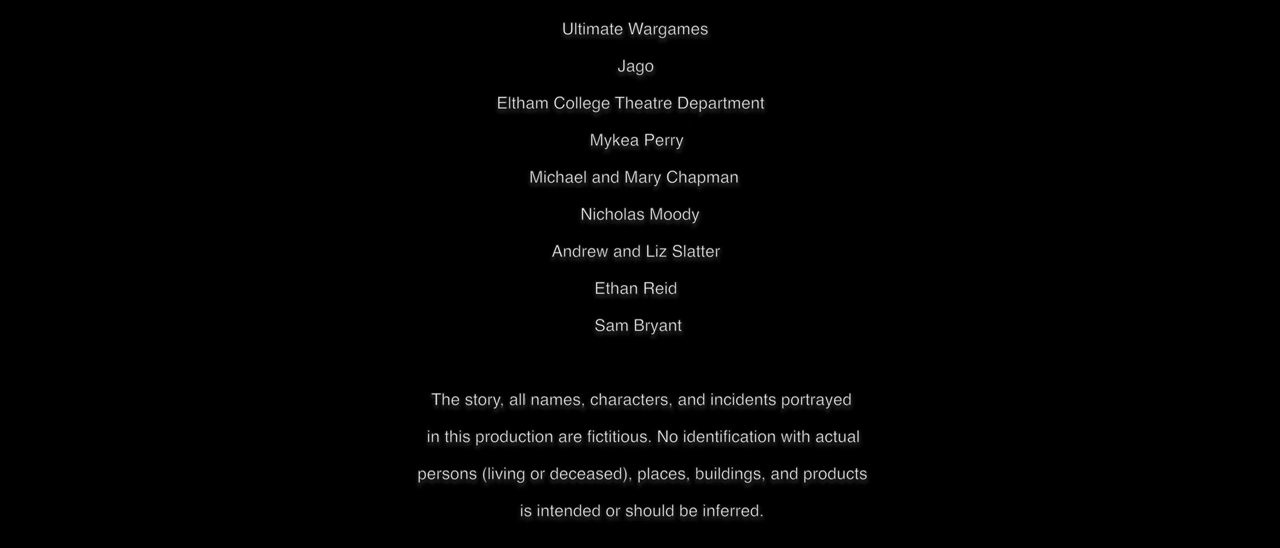 Ultimate Wargames
Jago
Eltham College Theatre Department
Mykea Perry
Michael and Mary Chapman
Nicholas Moody
Andrew and Liz Slatter
Ethan Reid
Sam Bryant
The story, all names, characters, and incidents portrayed
in this production are fictitious. No identification with actual
persons (living or deceased), places, buildings, and products
is intended or should be inferred.